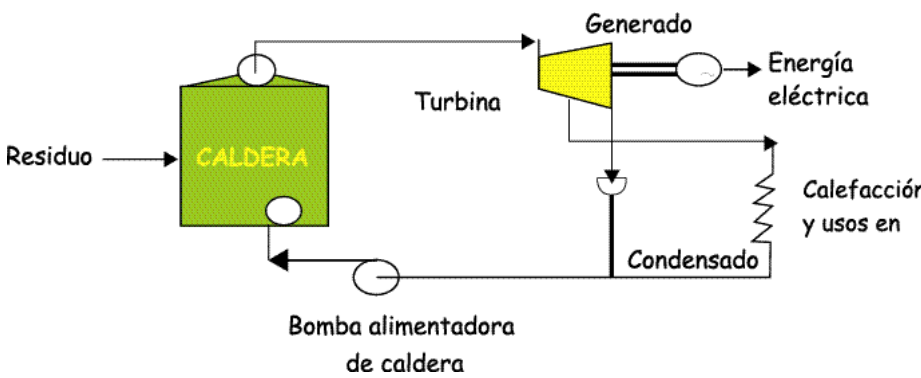 Generado
Energía
eléctrica
Turbina
Residuo
CALDERA
Calefacción
y usos en
Condensado
Bomba alimentadora
de caldera